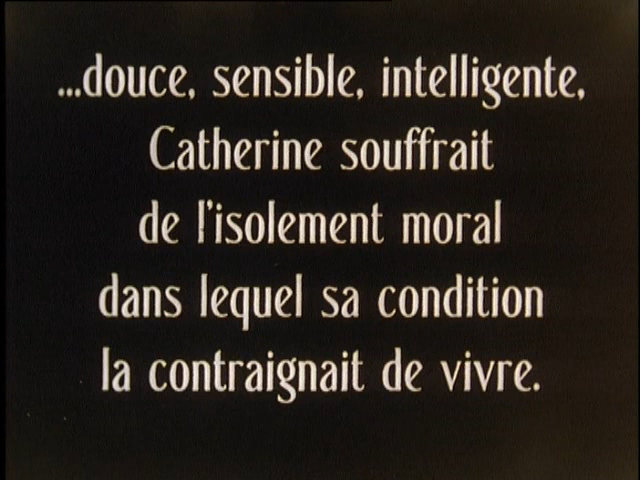 ...douce, sensible, intelligente,
Catherine souffrait
de l'isolement moral
dans lequel sa condition
la contraignait de vivre.